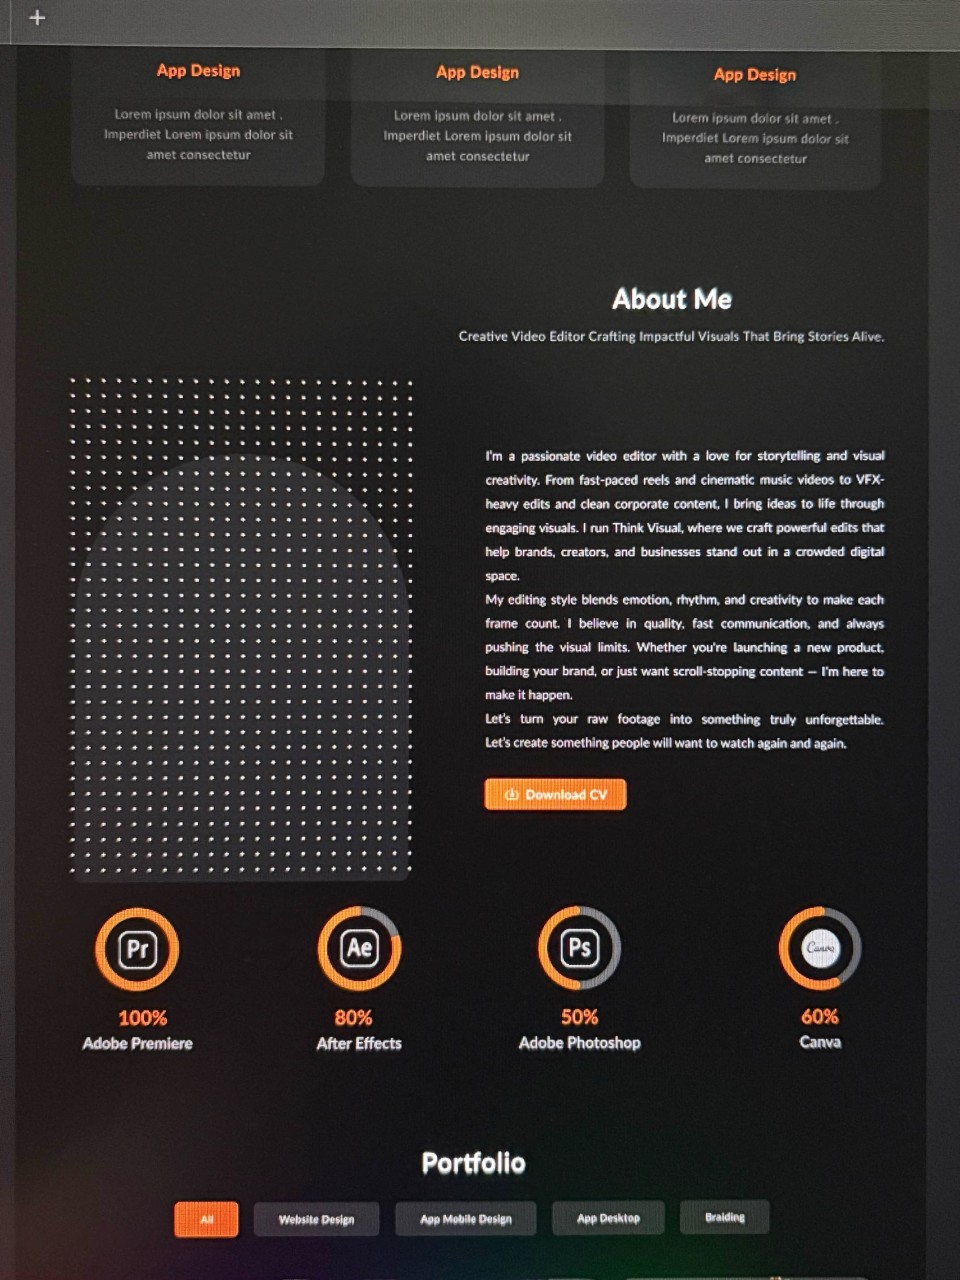 +
App Design
App Design
App Design
Lorem ipsum dolor sit amet .
Imperdiet Lorem ipsum dolor sit
amet consectetur
Lorem ipsum dolor sit amet .
Imperdiet Lorem ipsum dolor sit
amet consectetur
Lorem ipsum dolor sit amet .
Imperdiet Lorem ipsum dolor sit
amet consectetur
About Me
Creative Video Editor Crafting Impactful Visuals That Bring Stories Alive.
I'm a passionate video editor with a love for storytelling and visual
creativity. From fast-paced reels and cinematic music videos to VFX-
heavy edits and clean corporate content, I bring ideas to life through
engaging visuals. I run Think Visual, where we craft powerful edits that
help brands, creators, and businesses stand out in a crowded digital
space.
My editing style blends emotion, rhythm, and creativity to make each
frame count. I believe in quality, fast communication, and always
pushing the visual limits. Whether you're launching a new product,
building your brand, or just want scroll-stopping content — I'm here to
make it happen.
Let's turn your raw footage into something truly unforgettable.
Let's create something people will want to watch again and again.
Download CV
Pr
Ae
Ps
Canva
100%
80%
50%
60%
Adobe Premiere
After Effects
Adobe Photoshop
Canva
Portfolio
All
Website Design
App Mobile Design
App Desktop
Braiding